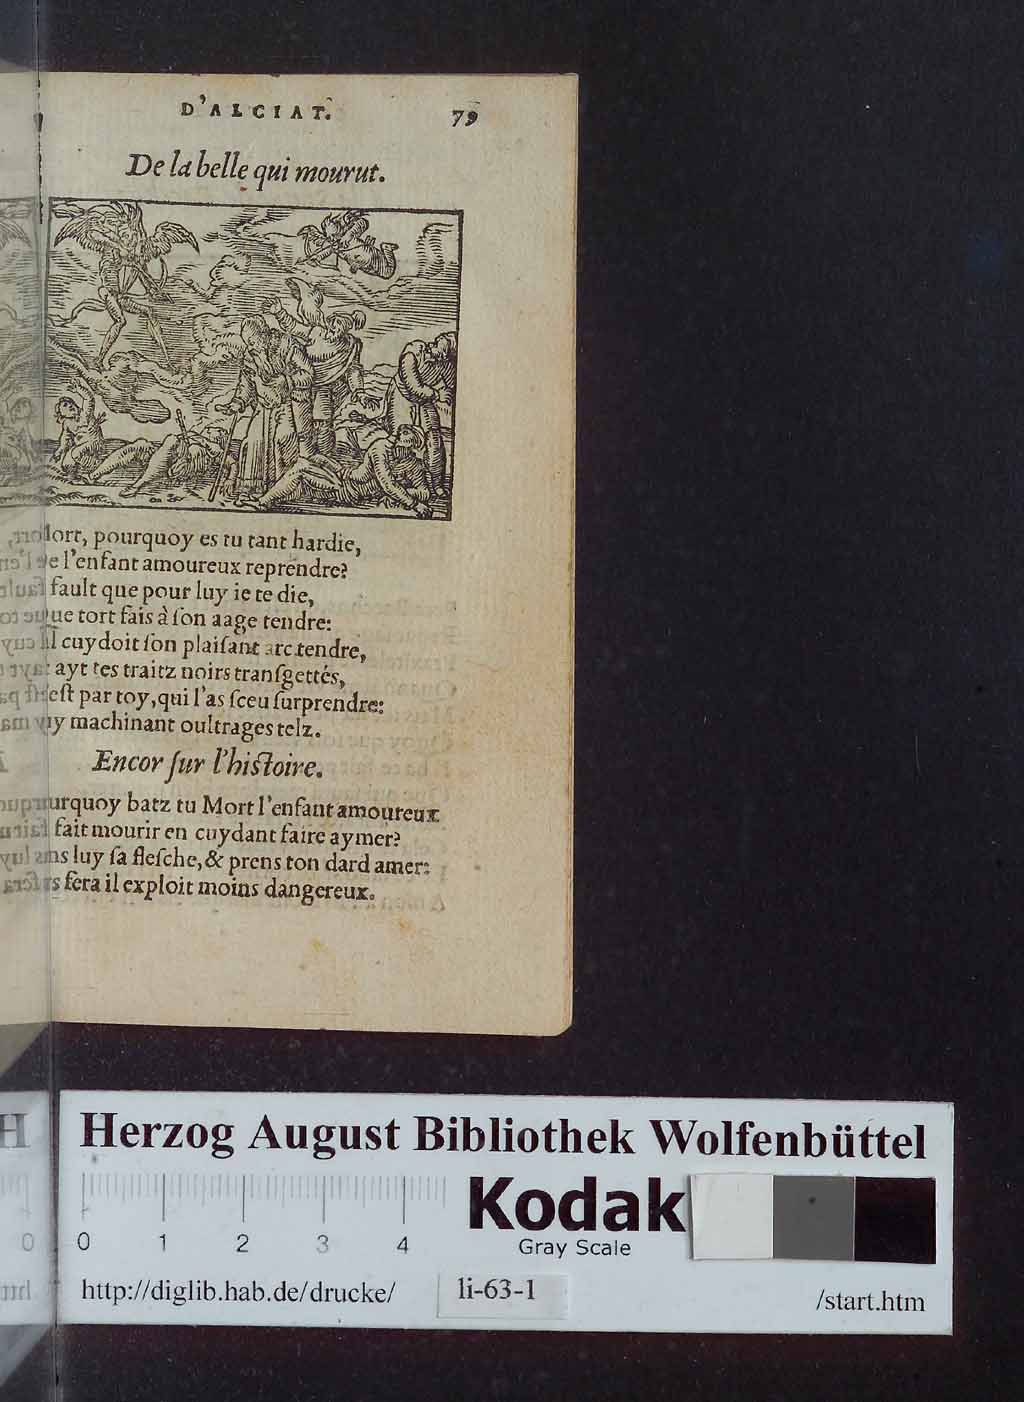 D'ALCIAT.
79
De la belle qui mourut.
Mort, pourquoy es tu tant hardie,
l'enfant amoureux reprendre?
fault que pour luy ie te die,
tort fais à ſon aage tendre:
Il cuydoit ſon plaiſant arc tendre,
ayt tes traitz noirs tranſgettés,
eſt par toy, qui l'as ſceu ſurprendre:
machinant oultrages telz.
Encor ſur l'hiſtoire.
urquoy batz tu Mort l'enfant amoureux
fait mourir en cuydant faire aymer?
luy ſa fleſche, & prens ton dard amer:
fera il exploit moins dangereux.
H Herzog August Bibliothek Wolfenbüttel
Kodak
Gray Scale
0 0 1 2 3 4
http://diglib.hab.de/drucke/ li-63-1 /start.htm